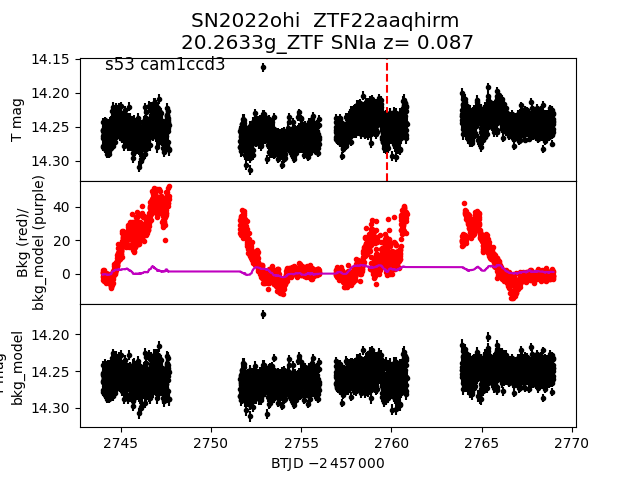 SN2022ohi ZTF22aaqhirm
20.2633g_ZTF SNIa z= 0.087
s53 cam1ccd3
14.15
14.20
14.25
14.30
T mag
40
20
0
Bkg (red)/
bkg_model (purple)
14.20
14.25
14.30
mag
bkg_model
2745
2750
2755
2760
2765
2770
BTJD −2 457 000